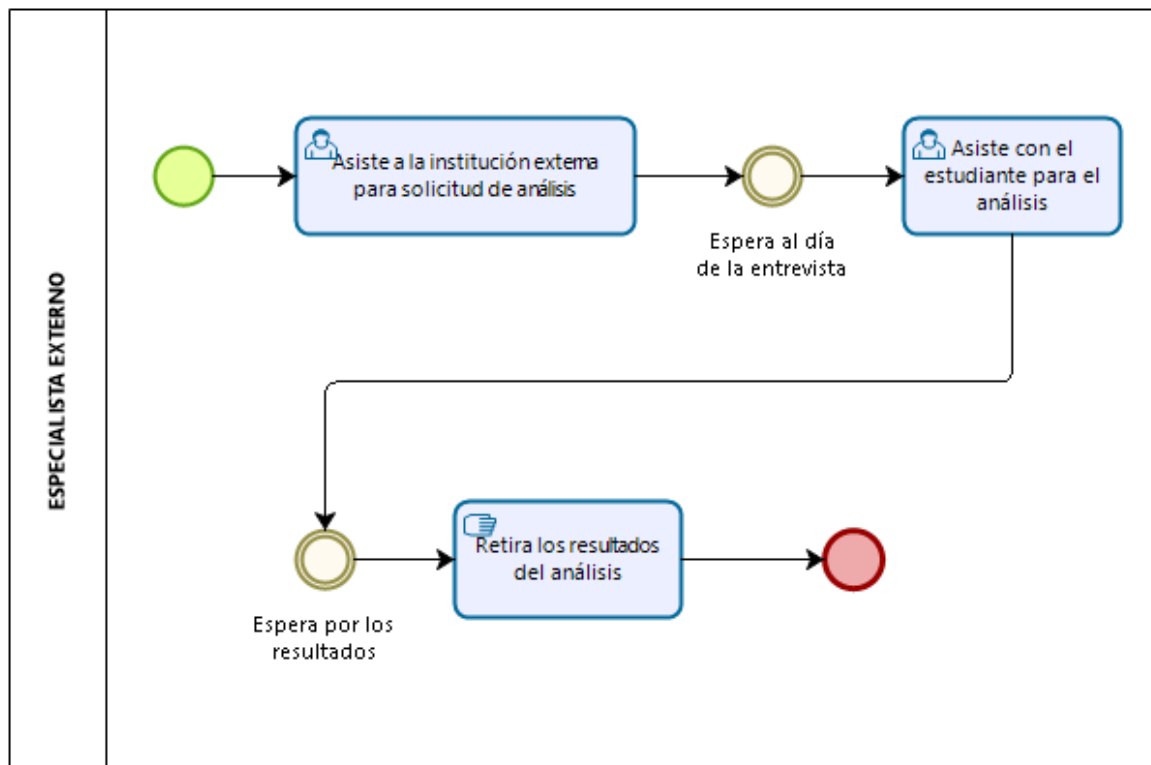 ESPECIALISTA EXTERNO
Asiste a la institución externa
para solicitud de análisis
Espera al día
de la entrevista
Asiste con el
estudiante para el
análisis
Espera por los
resultados
Retira los resultados
del análisis